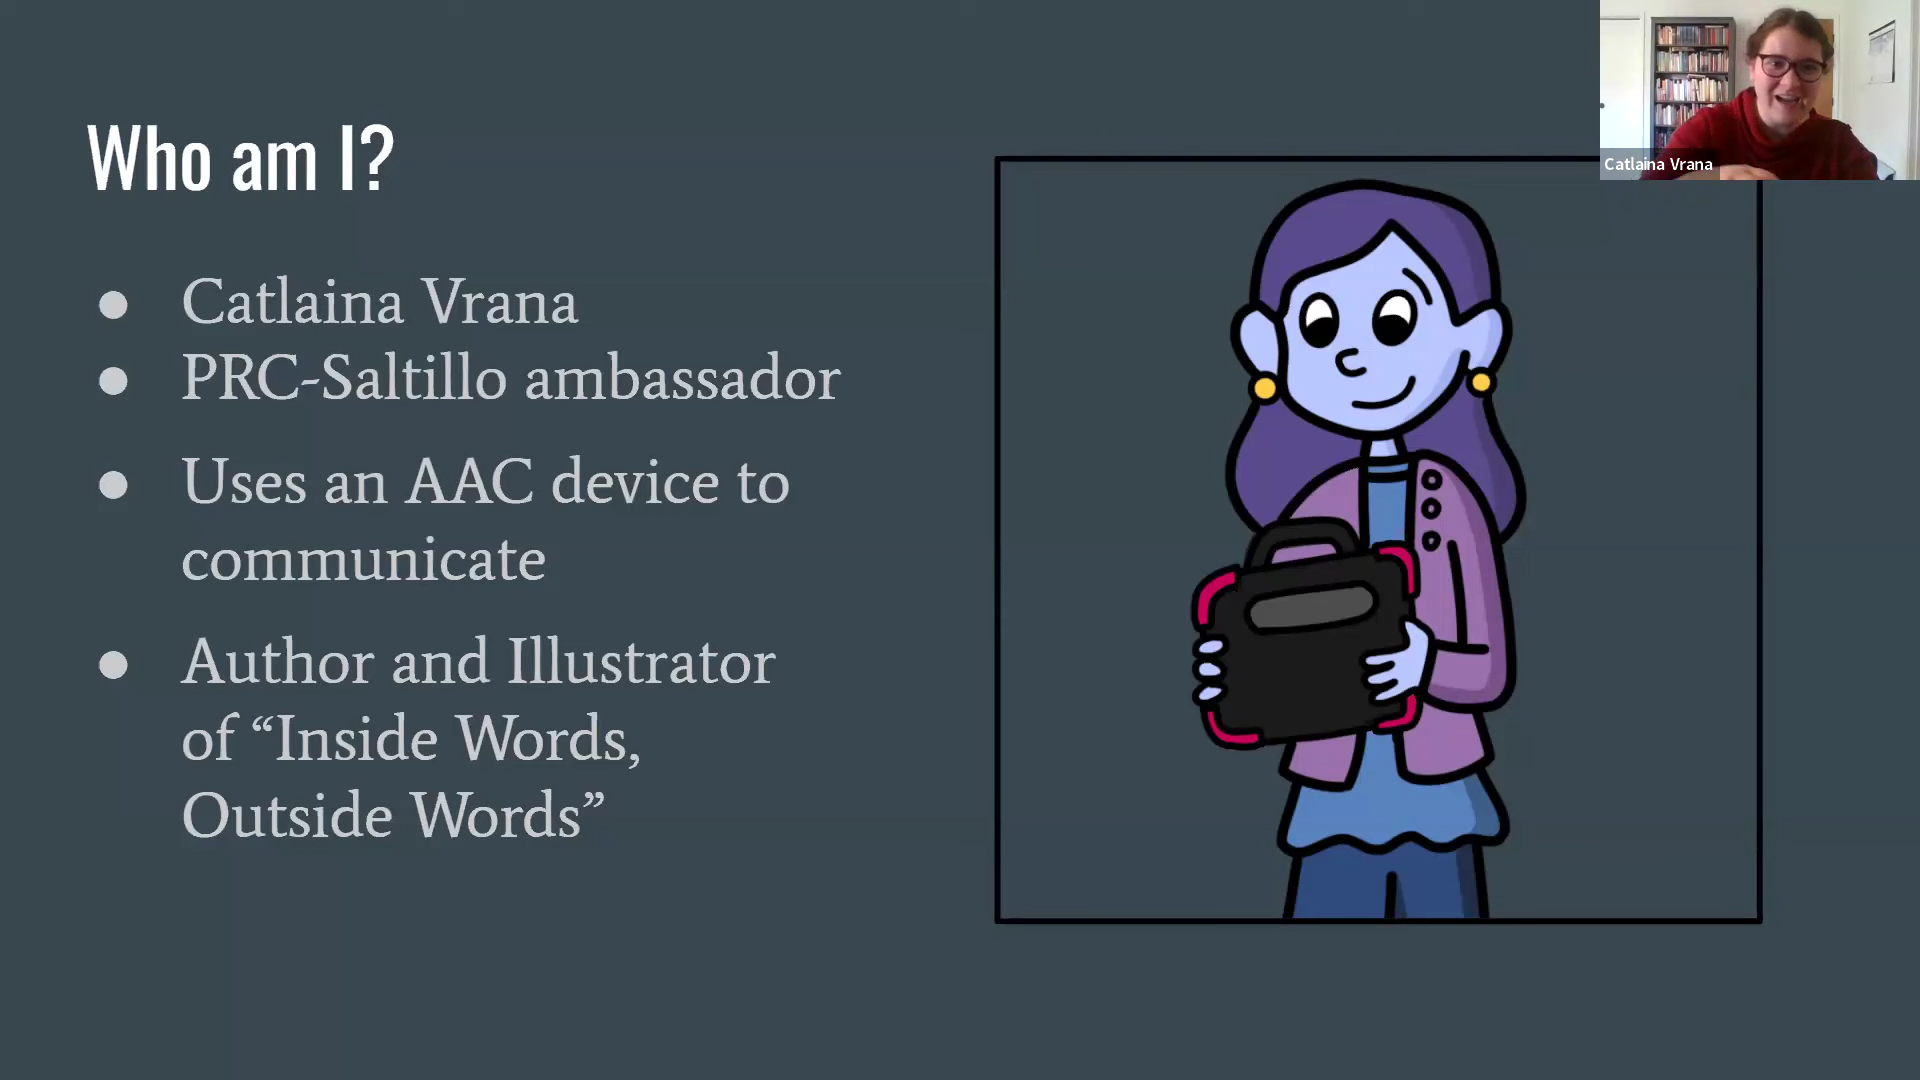 Who am I?
Catlaina Vrana
PRC-Saltillo ambassador
Uses an AAC device to
communicate
Author and Illustrator
of “Inside Words,
Outside Words”
Catlaina Vrana